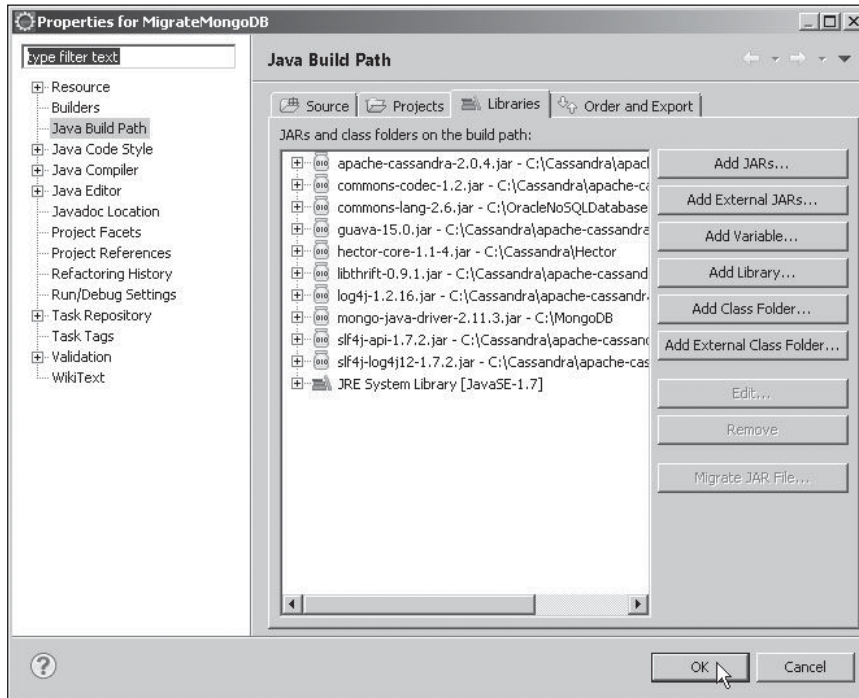 Properties for MigrateMongoDB
type filter text
Resource
Builders
Java Build Path
Java Code Style
Java Compiler
Java Editor
Javadoc Location
Project Facets
Project References
Refactoring History
Run/Debug Settings
Task Repository
Task Tags
Validation
WikiText
Java Build Path
Source Projects Libraries Order and Export
JARs and class folders on the build path:
apache-cassandra-2.0.4.jar - C:\Cassandra\apacl
commons-codec-1.2.jar - C:\Cassandra\apache-ca
commons-lang-2.6.jar - C:\OracleNoSQLDatabase
guava-15.0.jar - C:\Cassandra\apache-cassandra
hector-core-1.1-4.jar - C:\Cassandra\Hector
libthrift-0.9.1.jar - C:\Cassandra\apache-cassand
log4j-1.2.16.jar - C:\Cassandra\apache-cassandr
mongo-java-driver-2.11.3.jar - C:\MongoDB
slf4j-api-1.7.2.jar - C:\Cassandra\apache-cassand
slf4j-log4j12-1.7.2.jar - C:\Cassandra\apache-cas
JRE System Library [JavaSE-1.7]
Add JARs...
Add External JARs...
Add Variable...
Add Library...
Add Class Folder...
Add External Class Folder...
Edit...
Remove
Migrate JAR File...
OK
Cancel